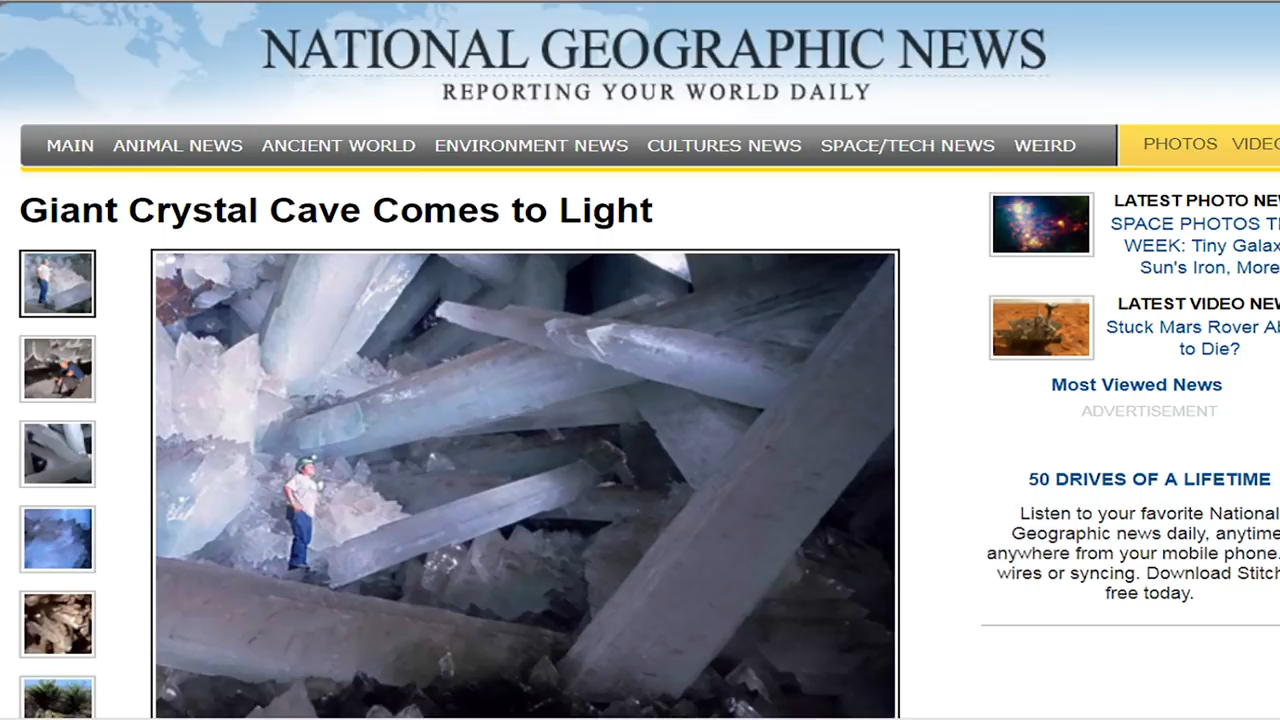 NATIONAL GEOGRAPHIC NEWS
REPORTING YOUR WORLD DAILY
MAIN ANIMAL NEWS ANCIENT WORLD ENVIRONMENT NEWS CULTURES NEWS SPACE/TECH NEWS WEIRD PHOTOS
Giant Crystal Cave Comes to Light
LATEST PHOTO
SPACE PHOTOS
WEEK: Tiny
Sun's Iron, More
LATEST VIDEO
Stuck Mars Rover
to Die?
Most Viewed News
ADVERTISEMENT
50 DRIVES OF A LIFETIME
Listen to your favorite National
Geographic news daily, anytime
anywhere from your mobile phone.
wires or syncing. Download
free today.